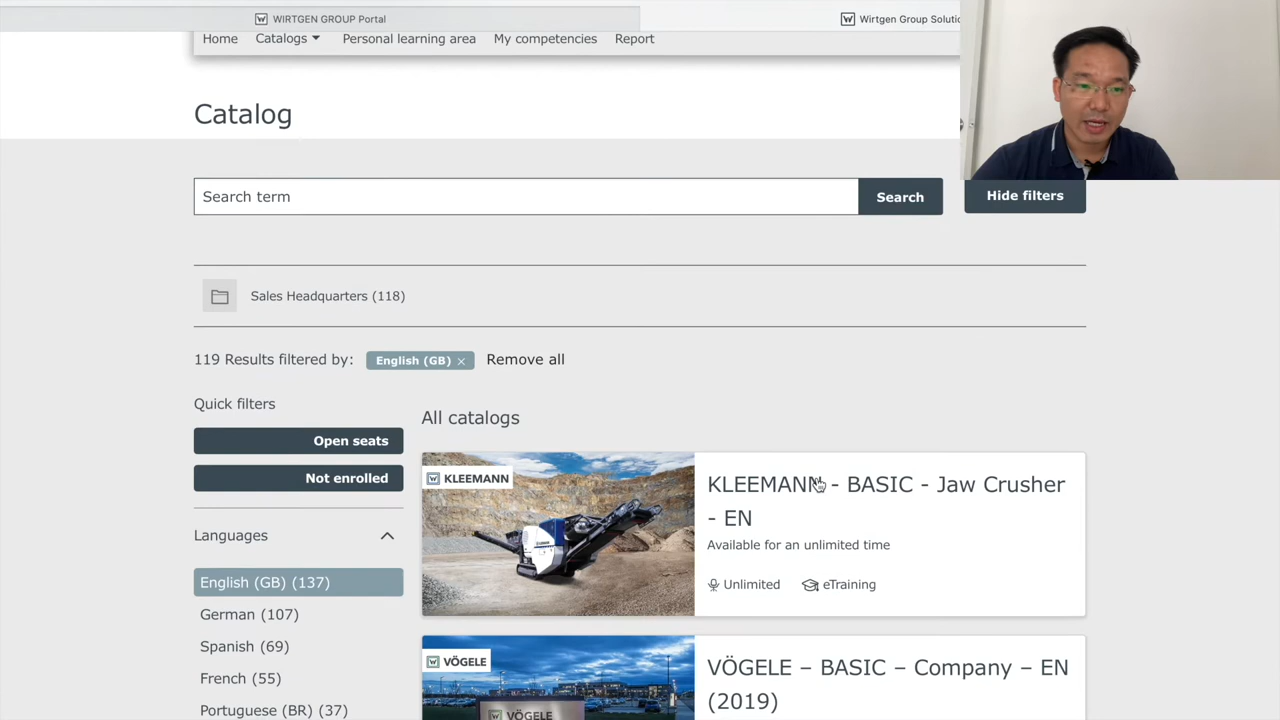 WIRTGEN GROUP Portal
Wirtgen Group Solutio
Home Catalogs Personal learning area My competencies Report
Catalog
Search term
Search
Hide filters
Sales Headquarters (118)
119 Results filtered by: English (GB) × Remove all
Quick filters
Open seats
Not enrolled
Languages
English (GB) (137)
German (107)
Spanish (69)
French (55)
Portuguese (BR) (37)
All catalogs
KLEEMANN
KLEEMANN - BASIC - Jaw Crusher
- EN
Available for an unlimited time
Unlimited eTraining
VÖGELE
VÖGELE
VÖGELE – BASIC – Company – EN
(2019)